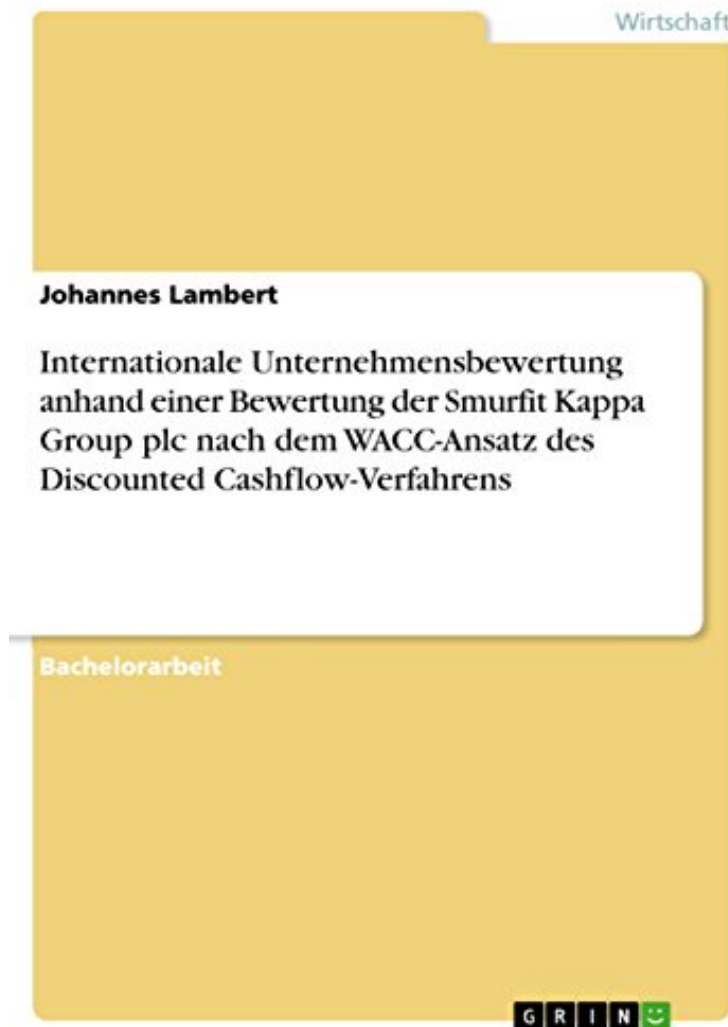 Wirtschaft
Johannes Lambert
Internationale Unternehmensbewertung
anhand einer Bewertung der Smurfit Kappa
Group plc nach dem WACC-Ansatz des
Discounted Cashflow-Verfahrens
Bachelorarbeit
GRIN